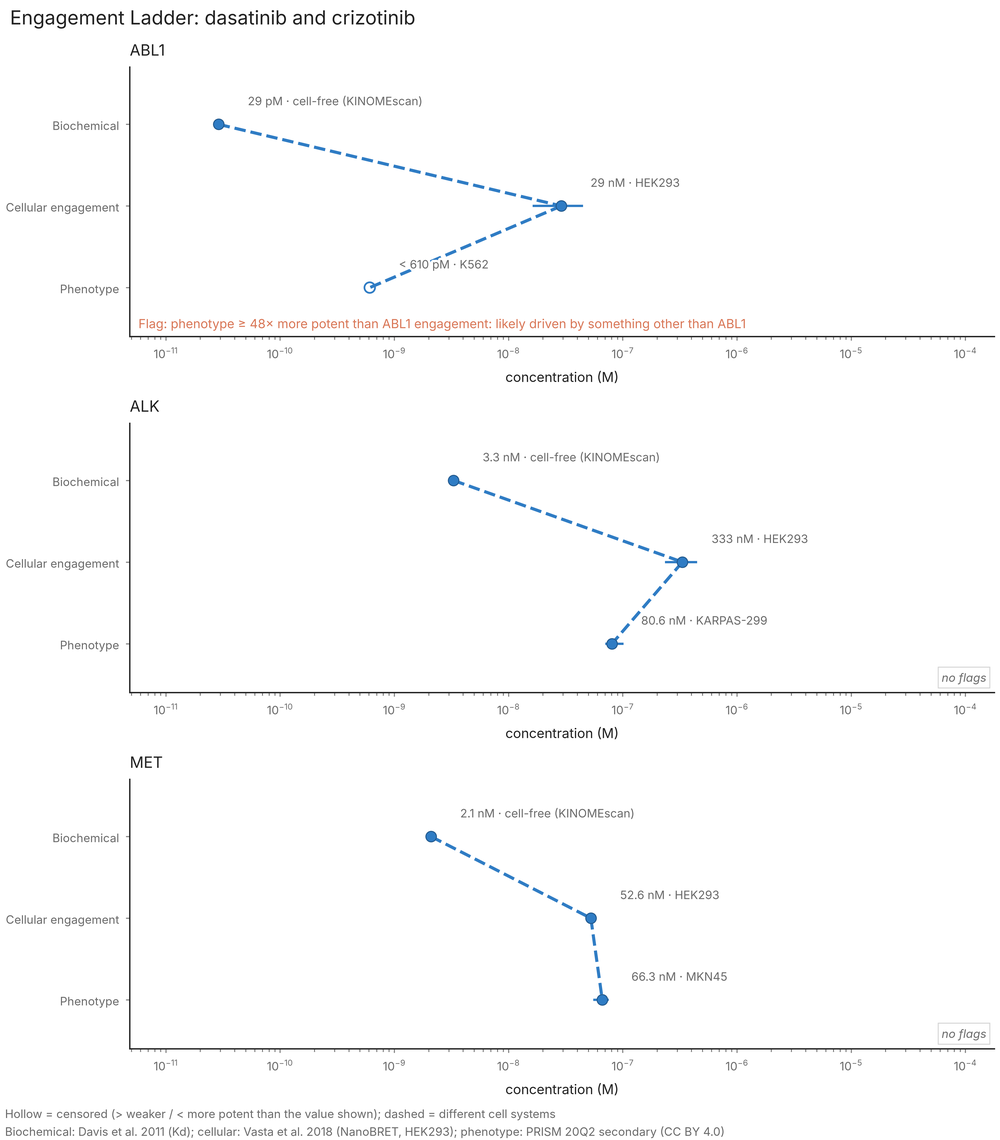 Engagement Ladder: dasatinib and crizotinib
ABL1
29 pM · cell-free (KINOMEscan)
Biochemical
29 nM · HEK293
Cellular engagement
< 610 pM · K562
Phenotype
Flag: phenotype ≥ 48× more potent than ABL1 engagement: likely driven by something other than ABL1
10⁻¹¹ 10⁻¹⁰ 10⁻⁹ 10⁻⁸ 10⁻⁷ 10⁻⁶ 10⁻⁵ 10⁻⁴
concentration (M)
ALK
3.3 nM · cell-free (KINOMEscan)
Biochemical
333 nM · HEK293
Cellular engagement
80.6 nM · KARPAS-299
Phenotype
no flags
10⁻¹¹ 10⁻¹⁰ 10⁻⁹ 10⁻⁸ 10⁻⁷ 10⁻⁶ 10⁻⁵ 10⁻⁴
concentration (M)
MET
2.1 nM · cell-free (KINOMEscan)
Biochemical
52.6 nM · HEK293
Cellular engagement
66.3 nM · MKN45
Phenotype
no flags
10⁻¹¹ 10⁻¹⁰ 10⁻⁹ 10⁻⁸ 10⁻⁷ 10⁻⁶ 10⁻⁵ 10⁻⁴
concentration (M)
Hollow = censored (> weaker / < more potent than the value shown); dashed = different cell systems
Biochemical: Davis et al. 2011 (Kd); cellular: Vasta et al. 2018 (NanoBRET, HEK293); phenotype: PRISM 20Q2 secondary (CC BY 4.0)